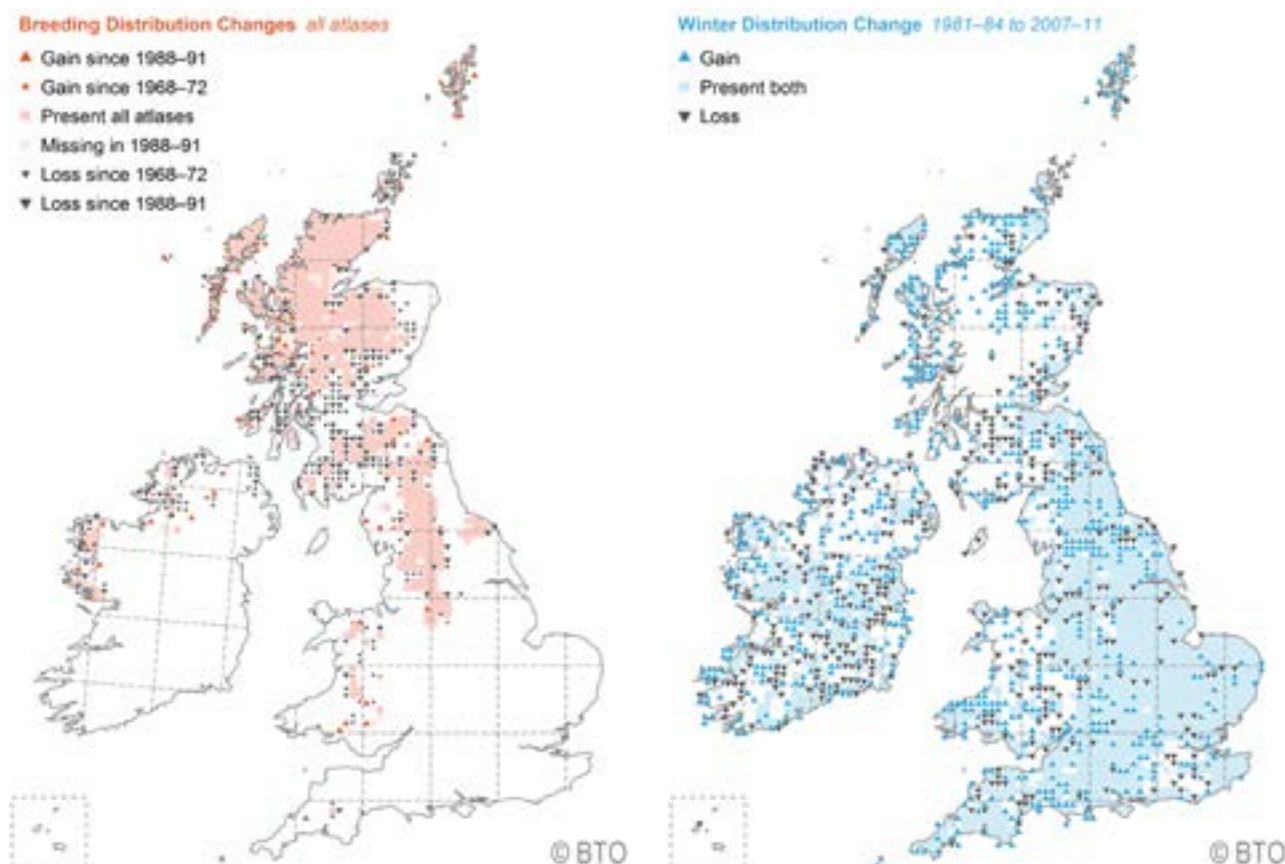 Breeding Distribution Changes all atlases
Gain since 1988–91
Gain since 1968–72
Present all atlases
Missing in 1988–91
Loss since 1968–72
Loss since 1988–91
© BTO
Winter Distribution Change 1981–84 to 2007–11
Gain
Present both
Loss
© BTO